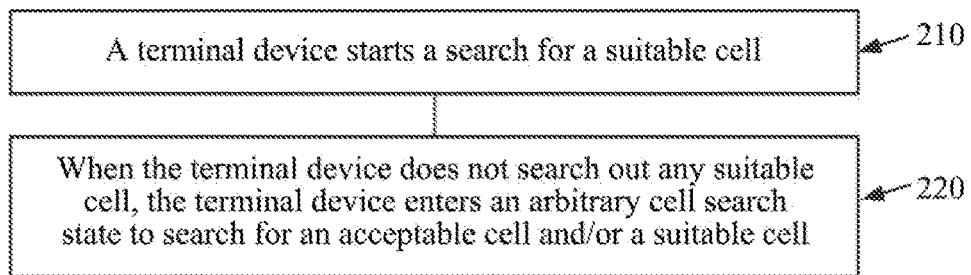 A terminal device starts a search for a suitable cell
210
When the terminal device does not search out any suitable
cell, the terminal device enters an arbitrary cell search
state to search for an acceptable cell and/or a suitable cell
220